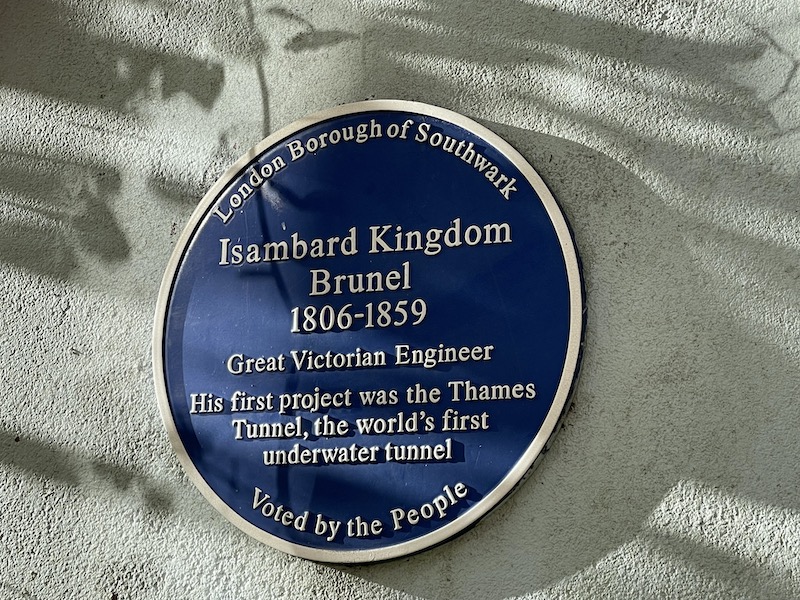 London Borough of Southwark
Isambard Kingdom
Brunel
1806-1859
Great Victorian Engineer
His first project was the Thames
Tunnel, the world's first
underwater tunnel
Voted by the People